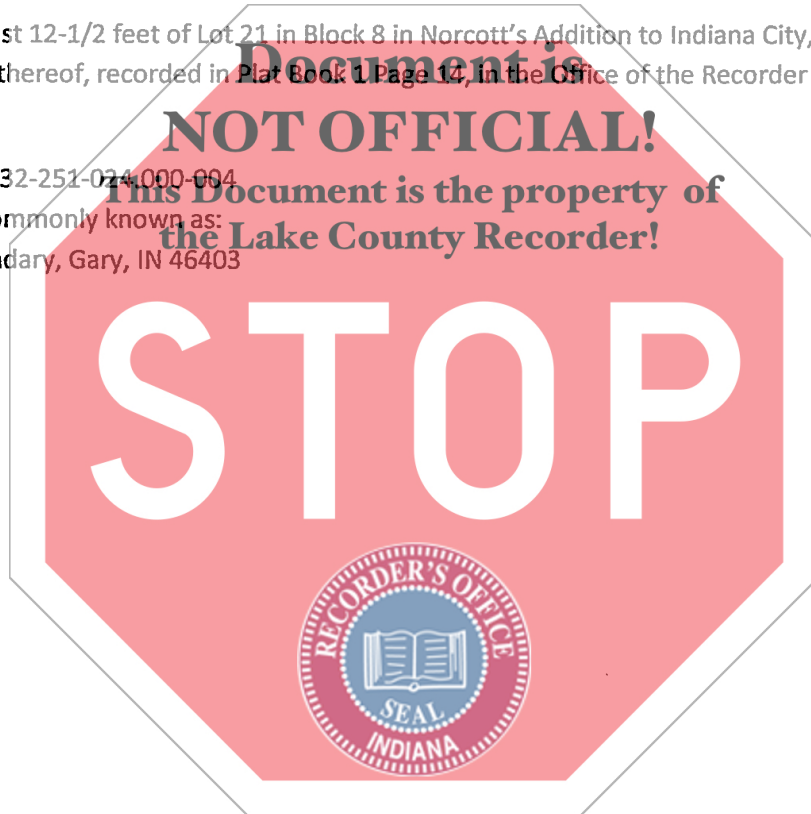 st 12-1/2 feet of Lot 21 in Block 8 in Norcott's Addition to Indiana City,
thereof, recorded in Plat Book 1 Page 14, in the Office of the Recorder
Document is
NOT OFFICIAL!
32-251-024.000-004
This Document is the property of
ommonly known as:
the Lake County Recorder!
dary, Gary, IN 46403
STOP
RECORDER'S OFFICE
SEAL
INDIANA